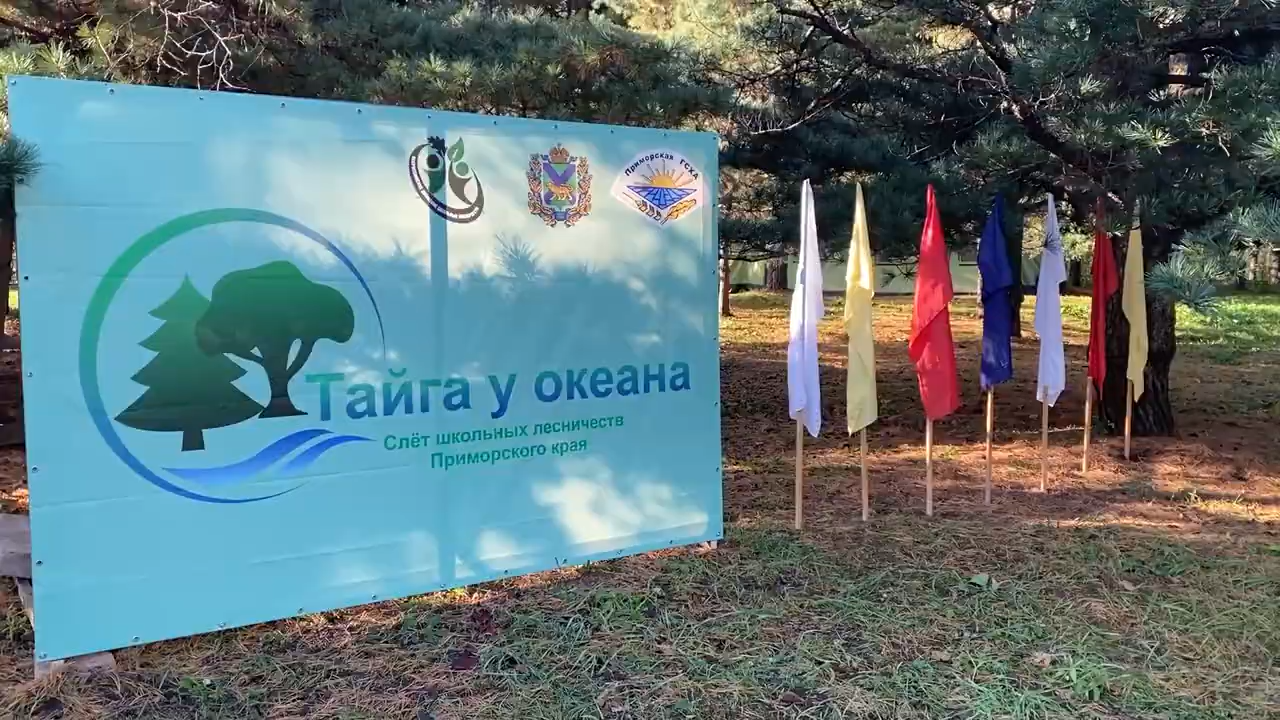 Приморская ГСХА
Тайга у океана
Слёт школьных лесничеств
Приморского края